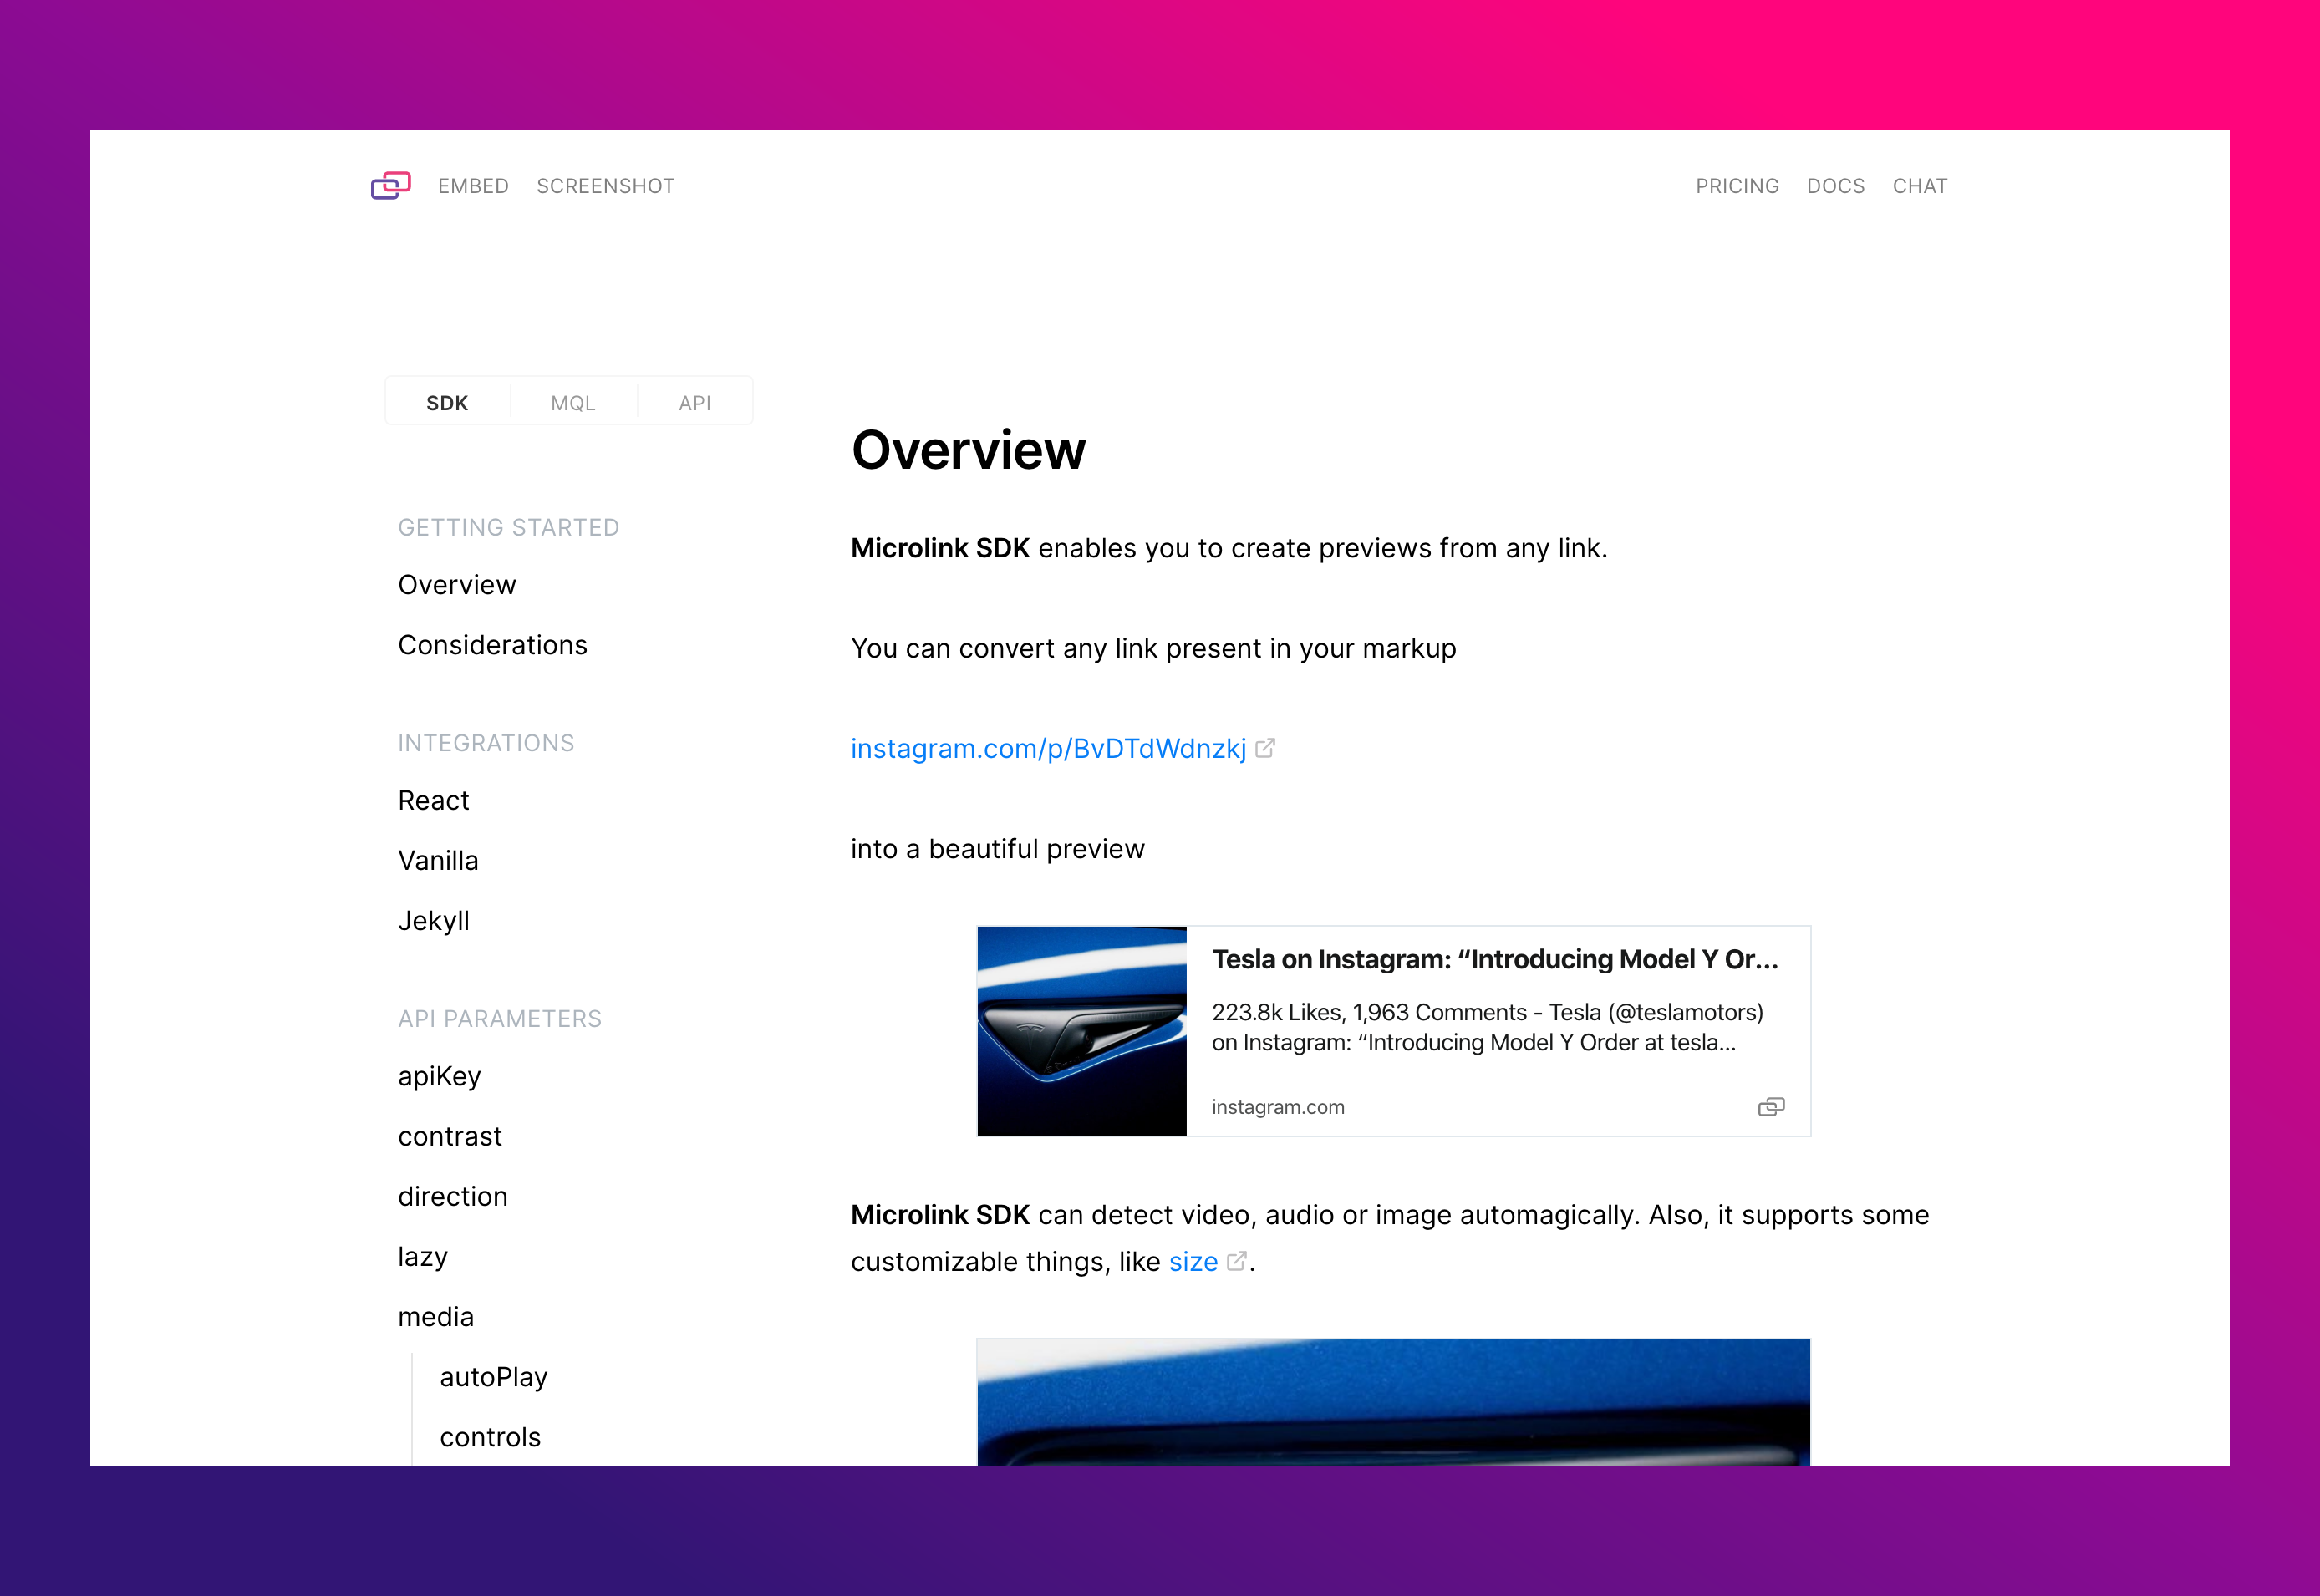 EMBED SCREENSHOT PRICING DOCS CHAT
SDK MQL API
GETTING STARTED
Overview
Considerations
INTEGRATIONS
React
Vanilla
Jekyll
API PARAMETERS
apiKey
contrast
direction
lazy
media
autoPlay
controls
Overview
Microlink SDK enables you to create previews from any link.
You can convert any link present in your markup
instagram.com/p/BvDTdWdnzkj
into a beautiful preview
Tesla on Instagram: “Introducing Model Y Or...
223.8k Likes, 1,963 Comments - Tesla (@teslamotors)
on Instagram: “Introducing Model Y Order at tesla...
instagram.com
Microlink SDK can detect video, audio or image automagically. Also, it supports some
customizable things, like size.